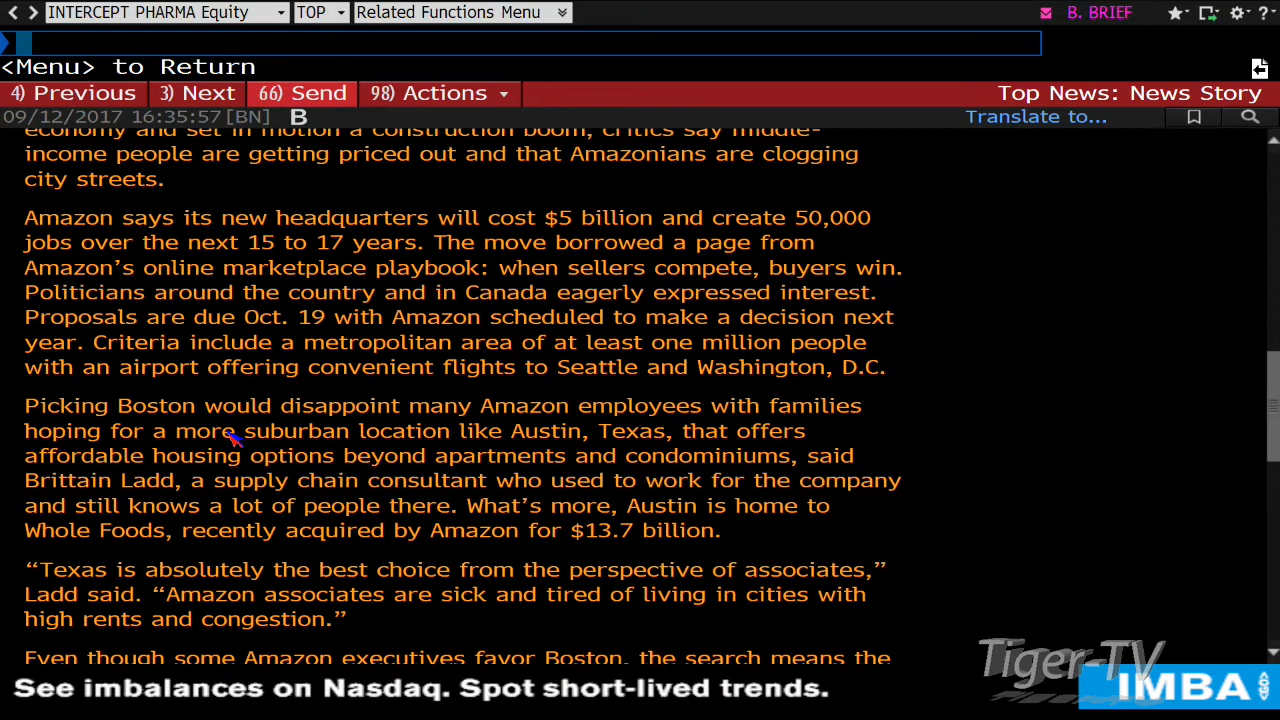 INTERCEPT PHARMA Equity TOP Related Functions Menu B. BRIEF
<Menu> to Return
4) Previous 3) Next 66) Send 98) Actions Top News: News Story
09/12/2017 16:35:57[BN] B Translate to...
economy and set in motion a construction boom, critics say middle-
income people are getting priced out and that Amazonians are clogging
city streets.
Amazon says its new headquarters will cost $5 billion and create 50,000
jobs over the next 15 to 17 years. The move borrowed a page from
Amazon's online marketplace playbook: when sellers compete, buyers win.
Politicians around the country and in Canada eagerly expressed interest.
Proposals are due Oct. 19 with Amazon scheduled to make a decision next
year. Criteria include a metropolitan area of at least one million people
with an airport offering convenient flights to Seattle and Washington, D.C.
Picking Boston would disappoint many Amazon employees with families
hoping for a more suburban location like Austin, Texas, that offers
affordable housing options beyond apartments and condominiums, said
Brittain Ladd, a supply chain consultant who used to work for the company
and still knows a lot of people there. What's more, Austin is home to
Whole Foods, recently acquired by Amazon for $13.7 billion.
“Texas is absolutely the best choice from the perspective of associates,”
Ladd said. “Amazon associates are sick and tired of living in cities with
high rents and congestion.”
Even though some Amazon executives favor Boston, the search means the
Tiger-TV
See imbalances on Nasdaq. Spot short-lived trends. IMBA